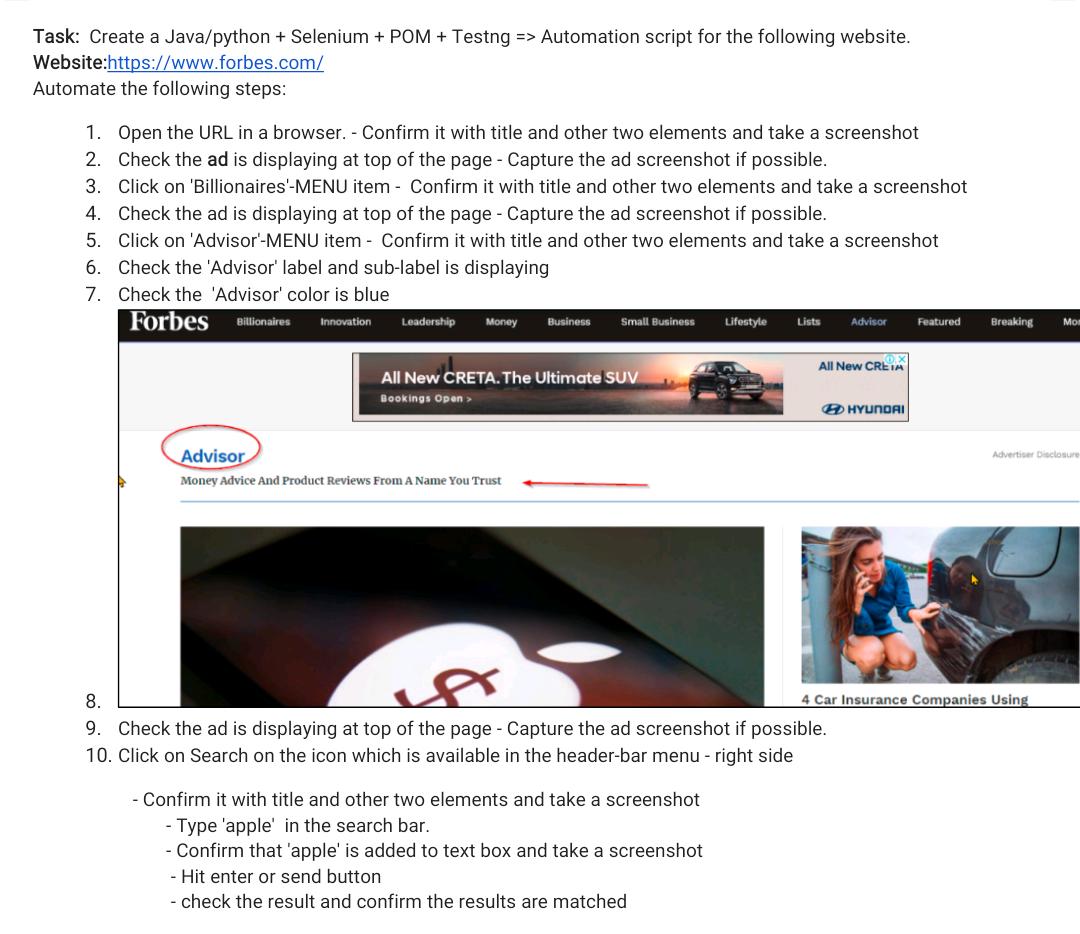 Task: Create a Java/python + Selenium + POM + Testng => Automation script for the following website.
Website:https://www.forbes.com/
Automate the following steps:
1. Open the URL in a browser. - Confirm it with title and other two elements and take a screenshot
2. Check the ad is displaying at top of the page - Capture the ad screenshot if possible.
3. Click on 'Billionaires'-MENU item - Confirm it with title and other two elements and take a screenshot
4. Check the ad is displaying at top of the page - Capture the ad screenshot if possible.
5. Click on 'Advisor'-MENU item - Confirm it with title and other two elements and take a screenshot
6. Check the 'Advisor' label and sub-label is displaying
7. Check the 'Advisor' color is blue
Forbes Billionaires Innovation Leadership Money Business Small Business Lifestyle Lists Advisor Featured Breaking Mor
All New CRETA. The Ultimate SUV
Bookings Open >
All New CRETA
HYUNDAI
Advisor
Advertiser Disclosure
Money Advice And Product Reviews From A Name You Trust
4 Car Insurance Companies Using
8.
9. Check the ad is displaying at top of the page - Capture the ad screenshot if possible.
10. Click on Search on the icon which is available in the header-bar menu - right side
- Confirm it with title and other two elements and take a screenshot
- Type 'apple' in the search bar.
- Confirm that 'apple' is added to text box and take a screenshot
- Hit enter or send button
- check the result and confirm the results are matched